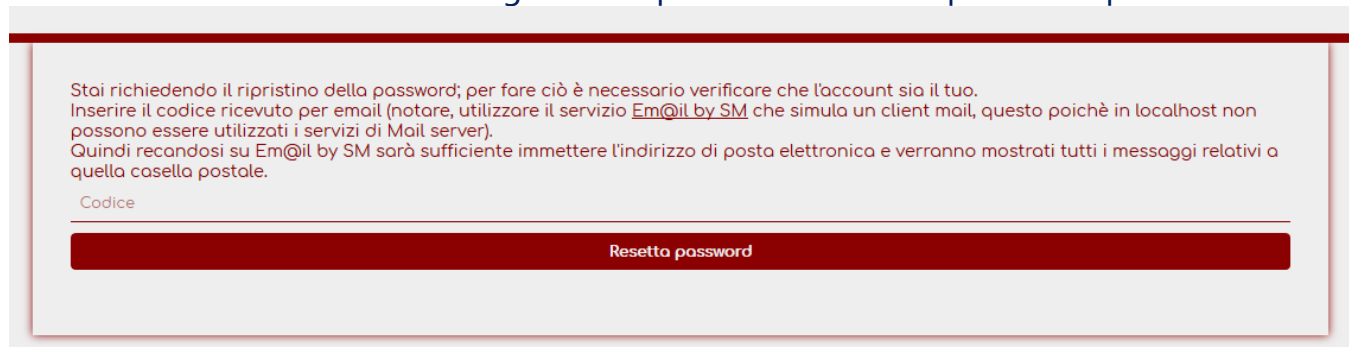 Stai richiedendo il ripristino della password; per fare ciò è necessario verificare che l'account sia il tuo.
Inserire il codice ricevuto per email (notare, utilizzare il servizio Em@il by SM che simula un client mail, questo poichè in localhost non
possono essere utilizzati i servizi di Mail server).
Quindi recandosi su Em@il by SM sarà sufficiente immettere l'indirizzo di posta elettronica e verranno mostrati tutti i messaggi relativi a
quella casella postale.
Codice
Resetta password